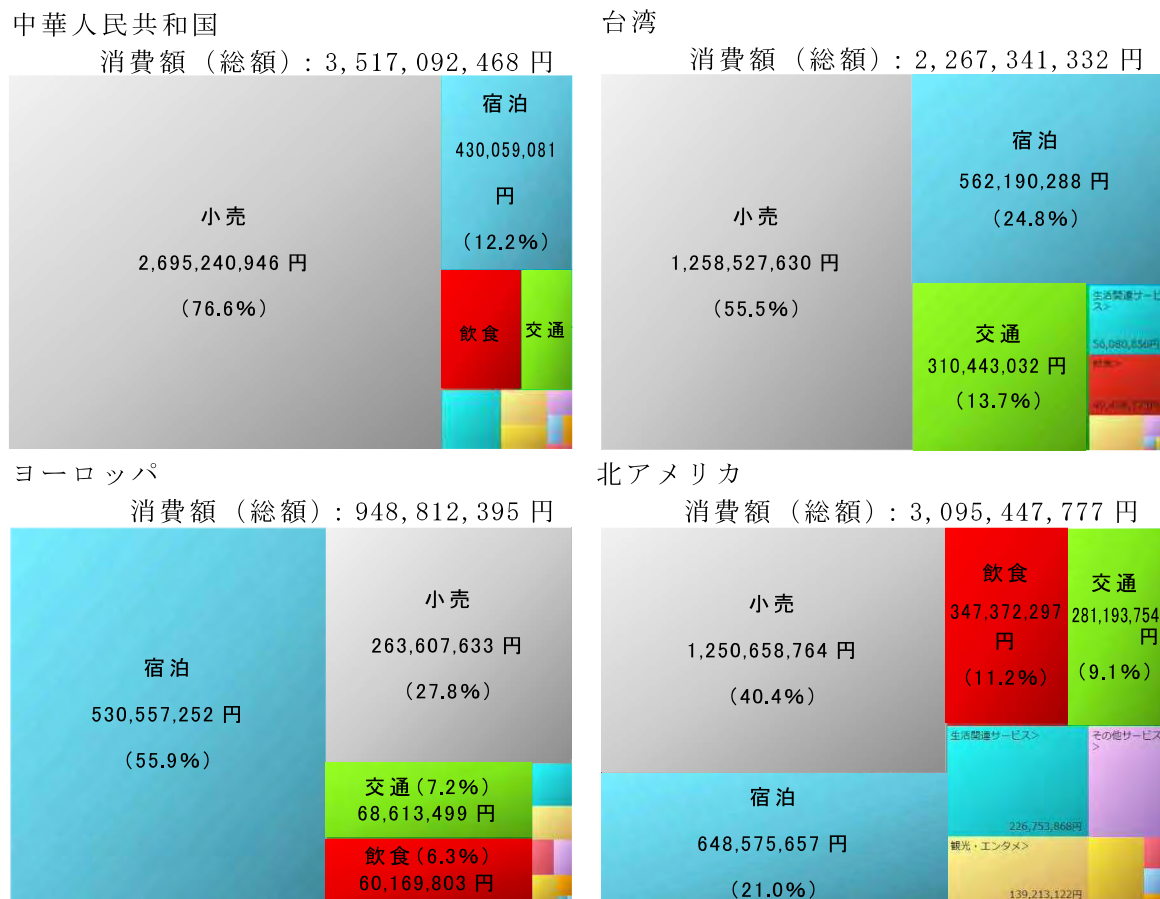 中華人民共和国
消費額（総額）: 3,517,092,468 円
小売
2,695,240,946 円
(76.6%)
宿泊
430,059,081
円
(12.2%)
飲食
交通
台湾
消費額（総額）: 2,267,341,332 円
小売
1,258,527,630 円
(55.5%)
宿泊
562,190,288 円
(24.8%)
交通
310,443,032 円
(13.7%)
生活関連サービ
ス>
飲食>
ヨーロッパ
消費額（総額）: 948,812,395 円
宿泊
530,557,252 円
(55.9%)
小売
263,607,633 円
(27.8%)
交通(7.2%)
68,613,499 円
飲食(6.3%)
60,169,803 円
北アメリカ
消費額（総額）: 3,095,447,777 円
小売
1,250,658,764 円
(40.4%)
宿泊
648,575,657 円
(21.0%)
飲食
347,372,297
円
(11.2%)
交通
281,193,754
円
(9.1%)
生活関連サービス>
226,753,868円
その他サービス
>
観光・エンタメ>
139,213,122円